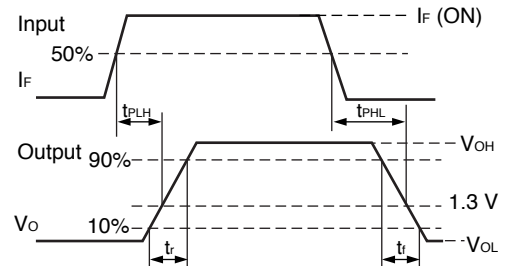 Input
IF (ON)
50%
IF
tPLH
tPHL
Output
90%
VOH
1.3 V
VO
10%
tr
tf
VOL